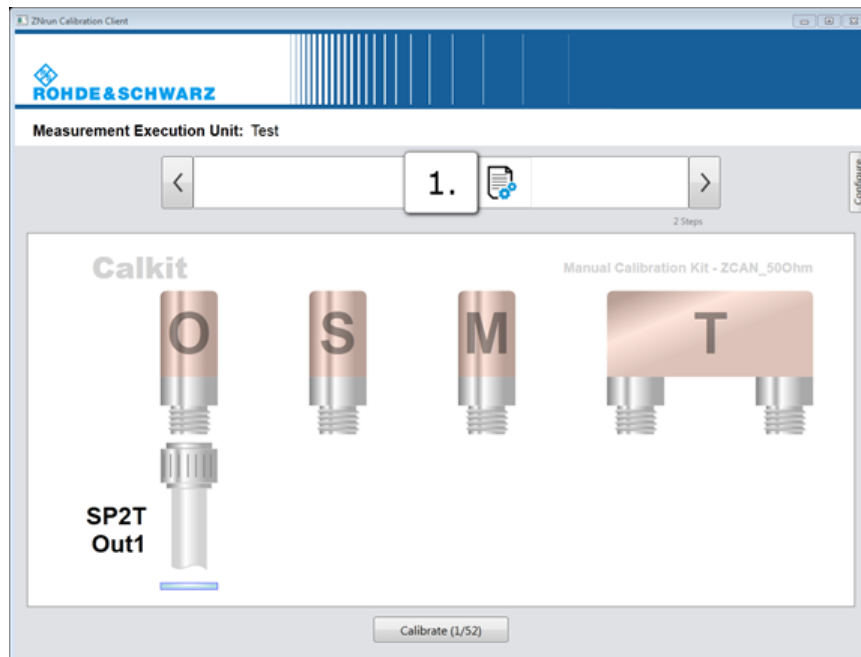 ZNrun Calibration Client
ROHDE&SCHWARZ
Measurement Execution Unit: Test
1.
Configure
2 Steps
Calkit
Manual Calibration Kit - ZCAN_50Ohm
O
S
M
T
SP2T
Out1
Calibrate (1/52)